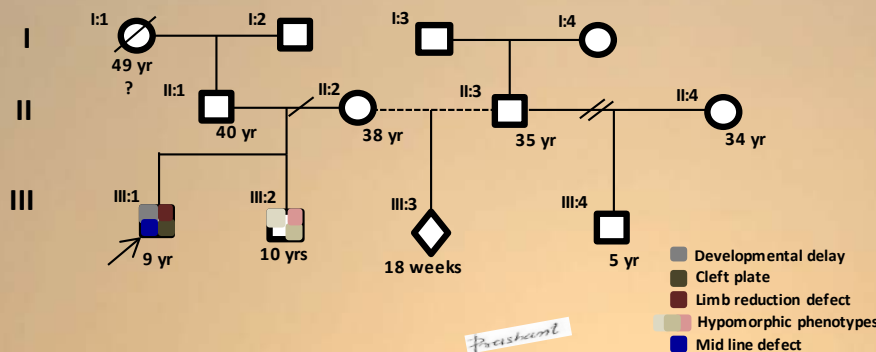 I:1 I:2 I:3 I:4
I
49 yr
?
II:1 II:2 II:3 II:4
II
40 yr 38 yr 35 yr 34 yr
III
III:1 III:2 III:3 III:4
9 yr 10 yrs 18 weeks 5 yr
Developmental delay
Cleft plate
Limb reduction defect
Hypomorphic phenotypes
Mid line defect
Prashant